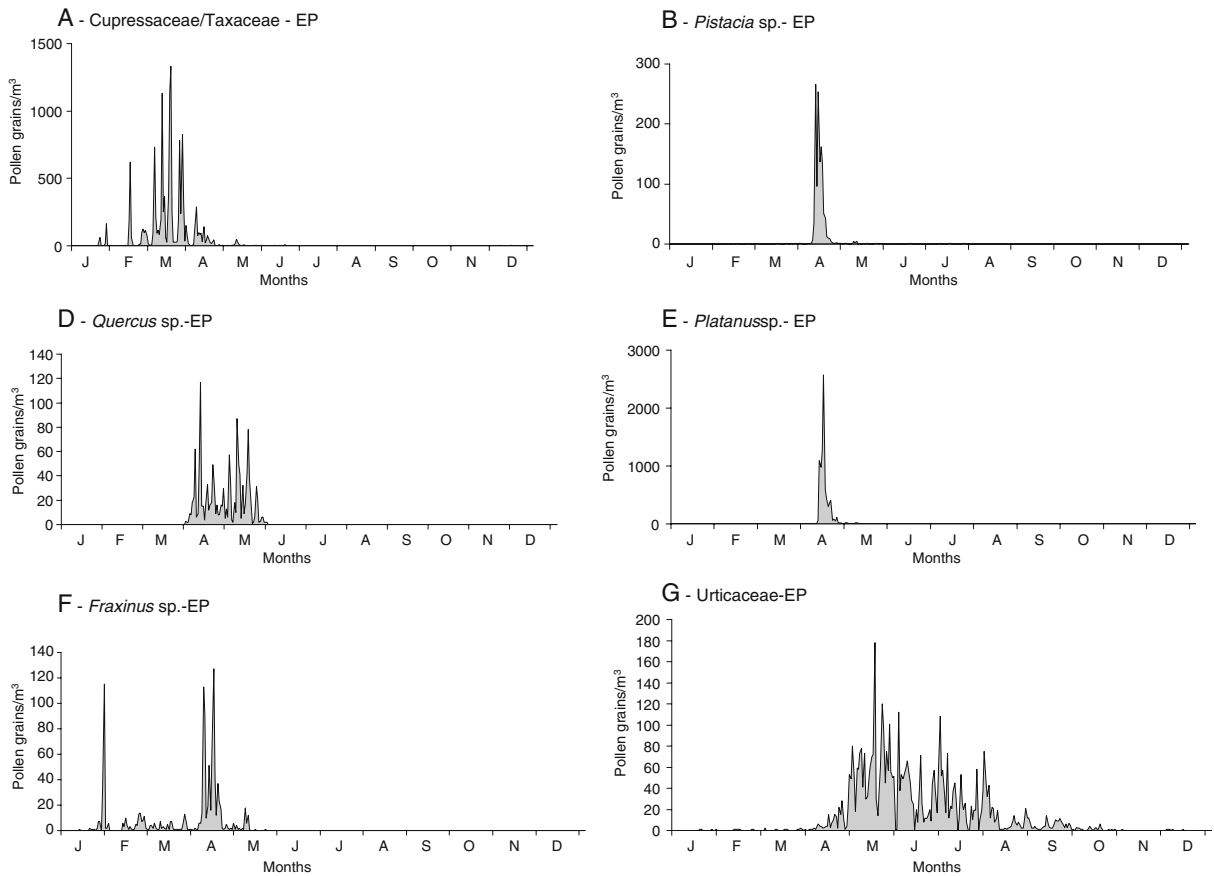 A - Cupressaceae/Taxaceae - EP
Pollen grains/m³
1500
1000
500
0
J F M A M J J A S O N D
Months
B - Pistacia sp.- EP
Pollen grains/m³
300
200
100
0
J F M A M J J A S O N D
Months
D - Quercus sp.-EP
Pollen grains/m³
140
120
100
80
60
40
20
0
J F M A M J J A S O N D
Months
E - Platanussp.- EP
Pollen grains/m³
3000
2000
1000
0
J F M A M J J A S O N D
Months
F - Fraxinus sp.-EP
Pollen grains/m³
140
120
100
80
60
40
20
0
J F M A M J J A S O N D
Months
G - Urticaceae-EP
Pollen grains/m³
200
180
160
140
120
100
80
60
40
20
0
J F M A M J J A S O N D
Months